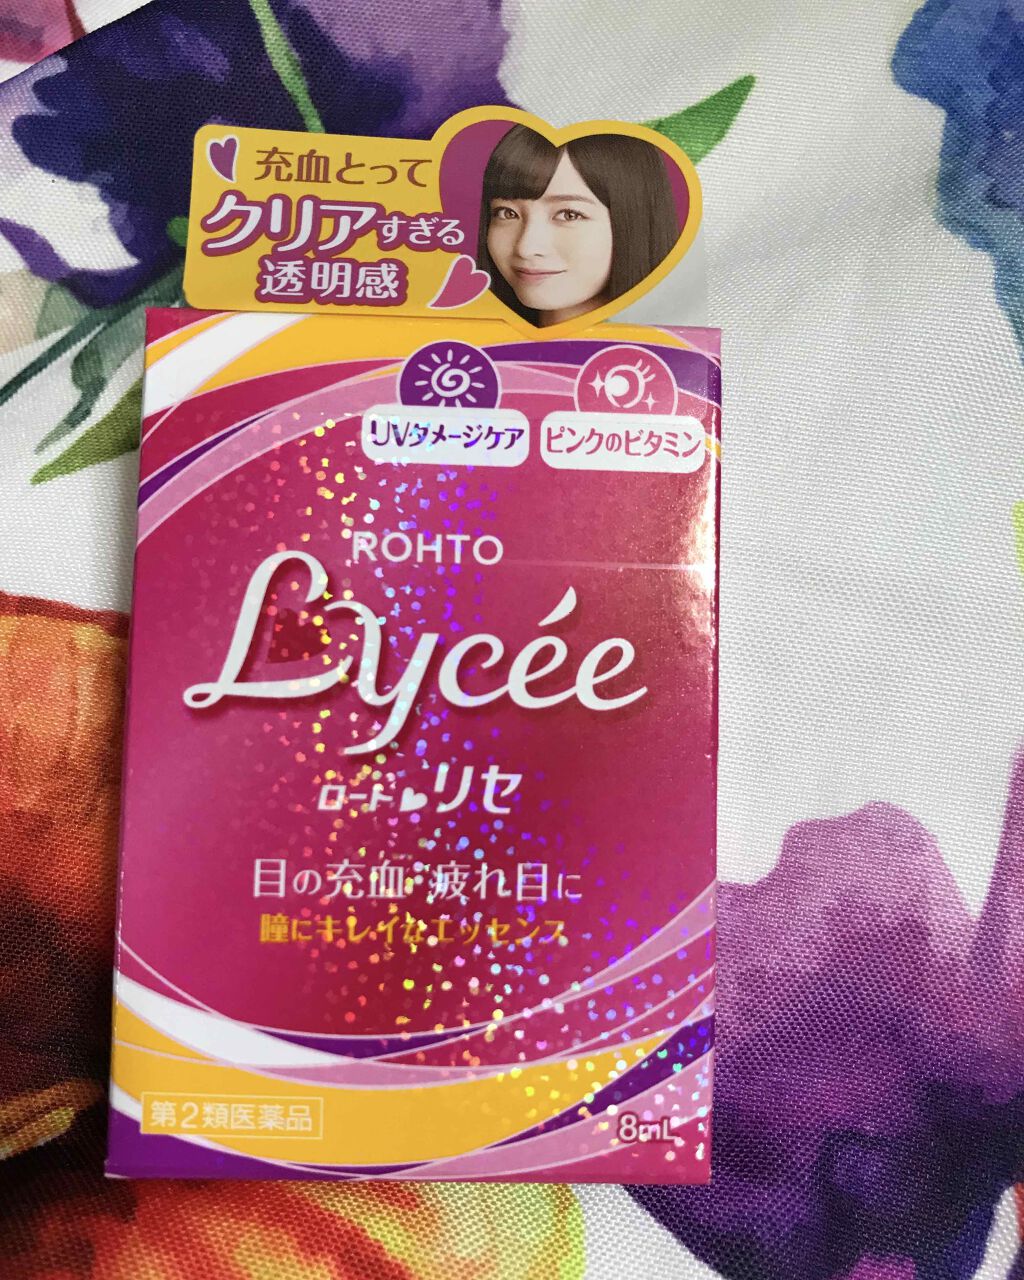 充血とって
クリアすぎる
透明感
UVダメージケア
ピンクのビタミン
ROHTO
Lycée
ロート リセ
目の充血・疲れ目に
瞳にキレイなエッセンス
第2類医薬品
8mL